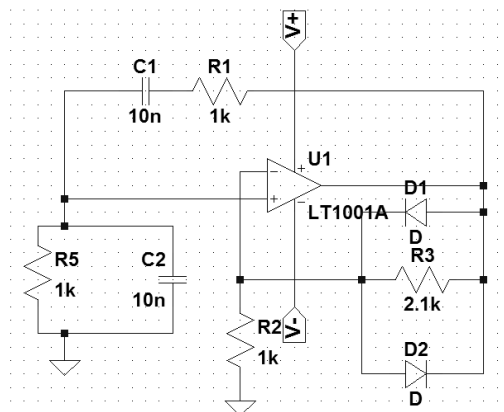 V+
C1
R1
10n
1k
U1
LT1001A
D1
D
R5
C2
R3
1k
10n
2.1k
R2
V-
1k
D2
D